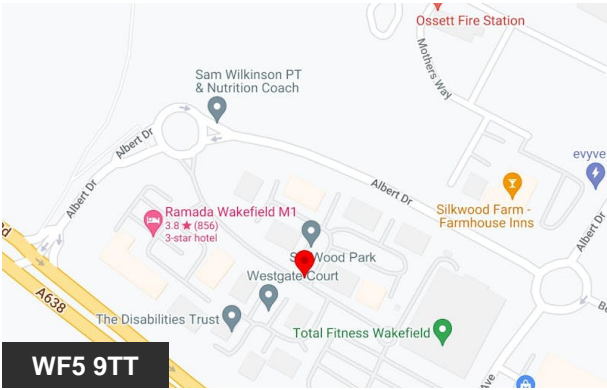 Ossett Fire Station
Mothers Way
Sam Wilkinson PT
& Nutrition Coach
Albert Dr
Albert Dr
Albert Dr
evyve
Silkwood Farm -
Farmhouse Inns
Albert Dr
Ramada Wakefield M1
3.8 ★ (856)
3-star hotel
Wood Park
Westgate Court
A638
The Disabilities Trust
Total Fitness Wakefield
Ave
WF5 9TT